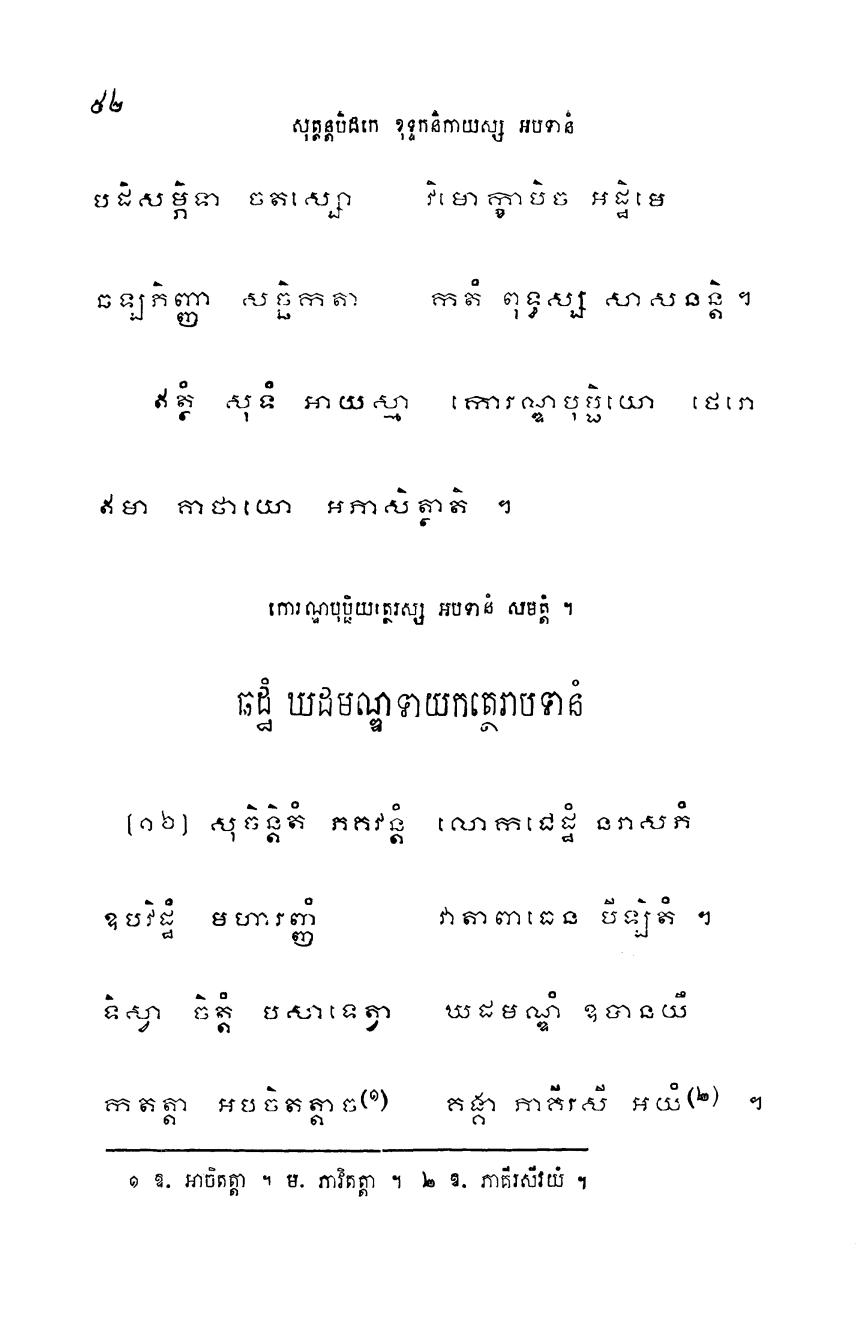 ៥២
សុត្តន្តបិដកេ ខុទ្ទកនិកាយស្ស អបទានំ
បដិសម្ភិទា ចតស្សោ វិមោក្ខាបិច អដ្ឋិមេ
ឆឡភិញ្ញា សច្ឆិកតា កតំ ពុទ្ធស្ស សាសនន្តិ ។
ឥត្ថំ សុទំ អាយស្មា កោរណ្ឌបុប្ផិយោ ថេរោ
ឥមា គាថាយោ អភាសិត្ថាតិ ។
កោរណ្ឌបុប្ផិយត្ថេរស្ស អបទានំ សមត្តំ ។
ឆដ្ឋំ ឃដមណ្ឌទាយកត្ថេរាបទានំ
[១៦] សុចិន្តិតំ ភគវន្តំ លោកជេដ្ឋំ នរាសភំ
ឧបវិដ្ឋំ មហារញ្ញំ វាតាពាធេន បីឡិតំ ។
ទិស្វា ចិត្តំ បសាទេត្វា ឃដមណ្ឌំ ឧបានយឹ
កតត្តា អបចិតត្តាច(១) គង្គា ភាគីរសី អយំ(២) ។
១ ឱ. អាចិតត្តា ។ ម. ភាវិតត្តា ។ ២ ឱ. ភាគីរសីវយំ ។